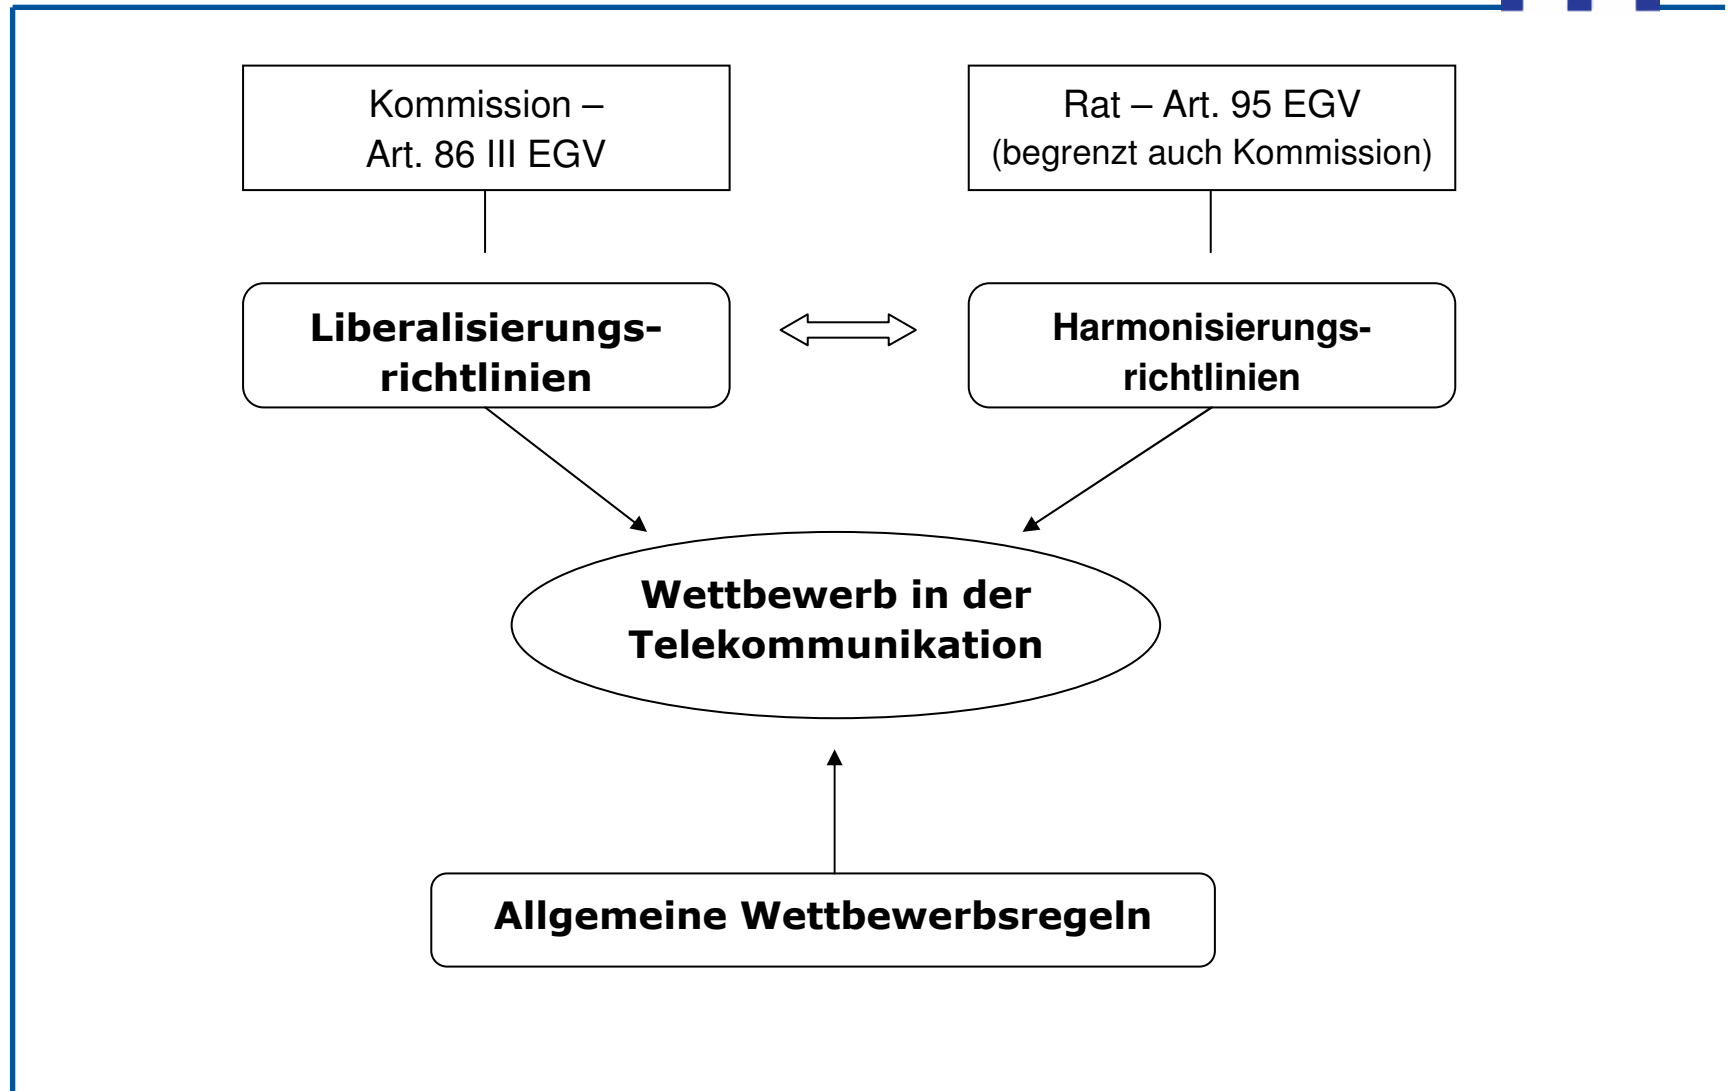 Kommission –
Art. 86 III EGV
Rat – Art. 95 EGV
(begrenzt auch Kommission)
Liberalisierungs-
richtlinien
Harmonisierungs-
richtlinien
Wettbewerb in der
Telekommunikation
Allgemeine Wettbewerbsregeln